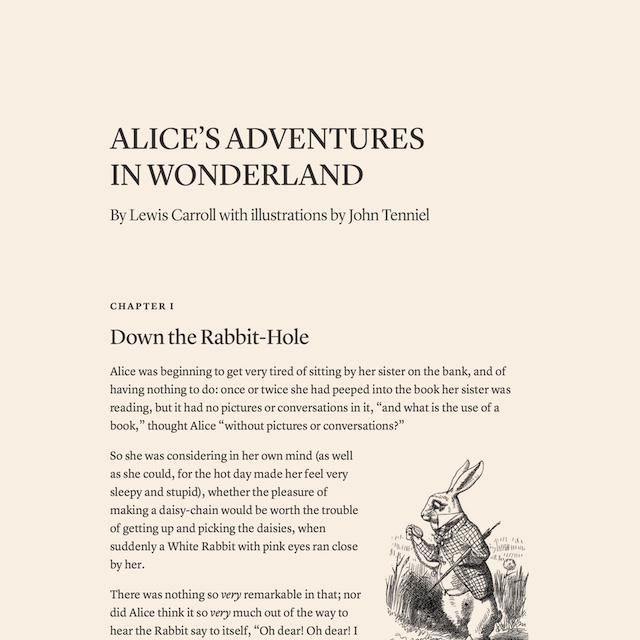 ALICE’S ADVENTURES
IN WONDERLAND
By Lewis Carroll with illustrations by John Tenniel
CHAPTER I
Down the Rabbit-Hole
Alice was beginning to get very tired of sitting by her sister on the bank, and of
having nothing to do: once or twice she had peeped into the book her sister was
reading, but it had no pictures or conversations in it, “and what is the use of a
book,” thought Alice “without pictures or conversations?”
So she was considering in her own mind (as well
as she could, for the hot day made her feel very
sleepy and stupid), whether the pleasure of
making a daisy-chain would be worth the trouble
of getting up and picking the daisies, when
suddenly a White Rabbit with pink eyes ran close
by her.
There was nothing so very remarkable in that; nor
did Alice think it so very much out of the way to
hear the Rabbit say to itself, “Oh dear! Oh dear! I